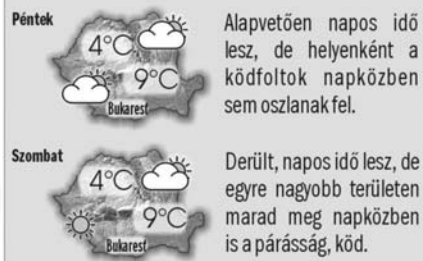 Péntek
4°C
9°C
Bukarest
Alapvetően napos idő
lesz, de helyenként a
ködfoltok napközben
sem oszlanak fel.
Szombat
4°C
9°C
Bukarest
Derült, napos idő lesz, de
egyre nagyobb területen
marad meg napközben
is a párásság, köd.